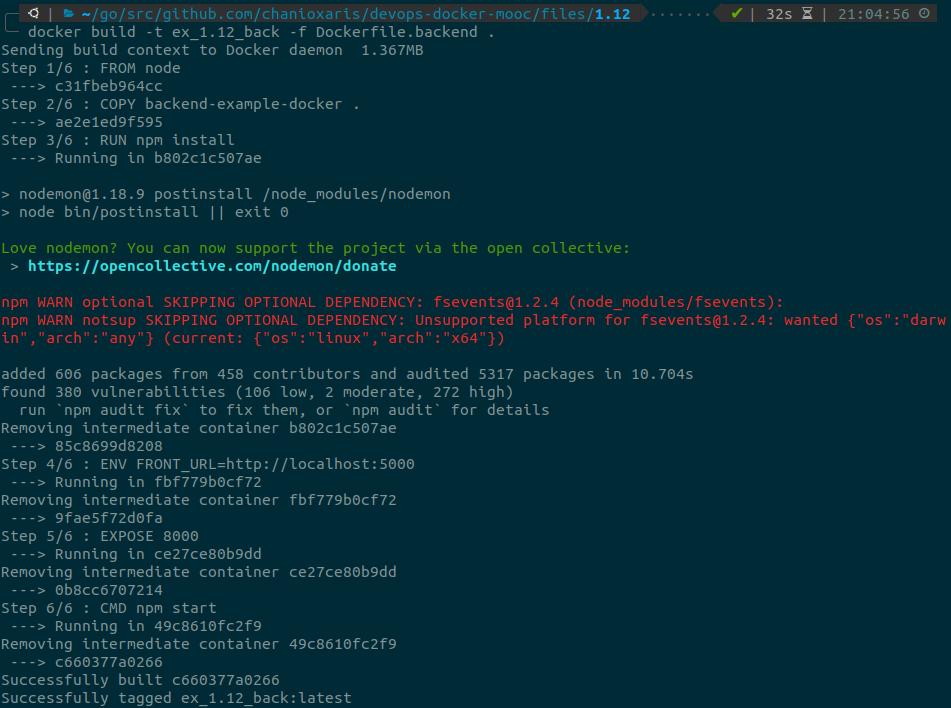 ~/go/src/github.com/chanioxaris/devops-docker-mooc/files/1.12 ······· ✔ | 32s | 21:04:56
docker build -t ex_1.12_back -f Dockerfile.backend .
Sending build context to Docker daemon  1.367MB
Step 1/6 : FROM node
 ---> c31fbeb964cc
Step 2/6 : COPY backend-example-docker .
 ---> ae2e1ed9f595
Step 3/6 : RUN npm install
 ---> Running in b802c1c507ae
> nodemon@1.18.9 postinstall /node_modules/nodemon
> node bin/postinstall || exit 0
Love nodemon? You can now support the project via the open collective:
 > https://opencollective.com/nodemon/donate
npm WARN optional SKIPPING OPTIONAL DEPENDENCY: fsevents@1.2.4 (node_modules/fsevents):
npm WARN notsup SKIPPING OPTIONAL DEPENDENCY: Unsupported platform for fsevents@1.2.4: wanted {"os":"darw
in","arch":"any"} (current: {"os":"linux","arch":"x64"})
added 606 packages from 458 contributors and audited 5317 packages in 10.704s
found 380 vulnerabilities (106 low, 2 moderate, 272 high)
  run `npm audit fix` to fix them, or `npm audit` for details
Removing intermediate container b802c1c507ae
 ---> 85c8699d8208
Step 4/6 : ENV FRONT_URL=http://localhost:5000
 ---> Running in fbf779b0cf72
Removing intermediate container fbf779b0cf72
 ---> 9fae5f72d0fa
Step 5/6 : EXPOSE 8000
 ---> Running in ce27ce80b9dd
Removing intermediate container ce27ce80b9dd
 ---> 0b8cc6707214
Step 6/6 : CMD npm start
 ---> Running in 49c8610fc2f9
Removing intermediate container 49c8610fc2f9
 ---> c660377a0266
Successfully built c660377a0266
Successfully tagged ex_1.12_back:latest